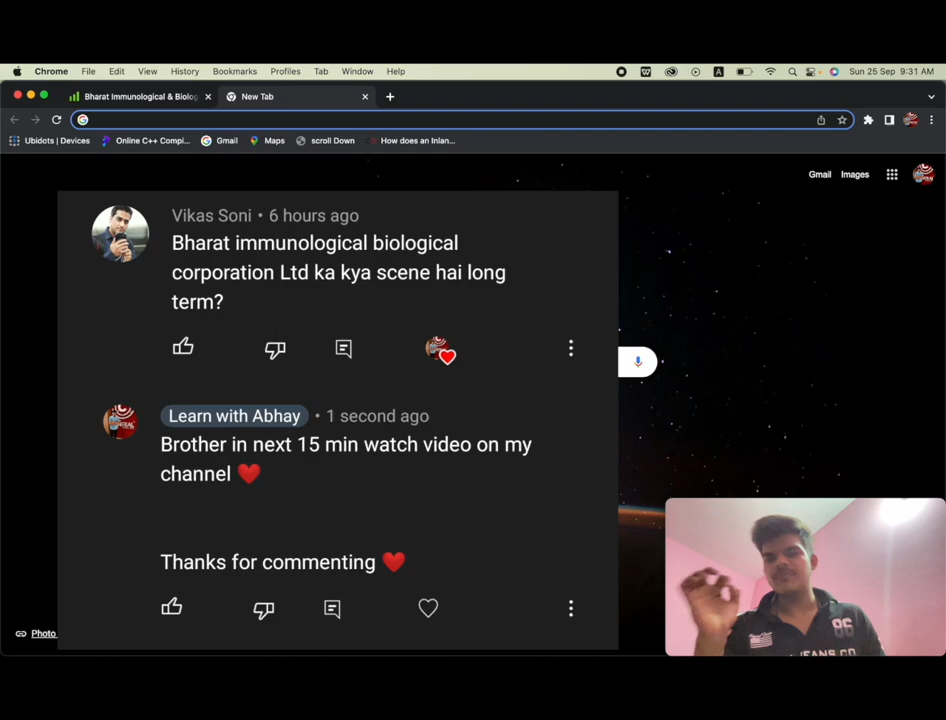 Chrome File Edit View History Bookmarks Profiles Tab Window Help
Sun 25 Sep 9:31 AM
Bharat Immunological & Biolog
New Tab
Ubidots | Devices
Online C++ Compi...
Gmail
Maps
scroll Down
How does an Inlan...
Gmail Images
Vikas Soni • 6 hours ago
Bharat immunological biological
corporation Ltd ka kya scene hai long
term?
Learn with Abhay • 1 second ago
Brother in next 15 min watch video on my
channel ❤️
Thanks for commenting ❤️
Photo
86
JEANS CO